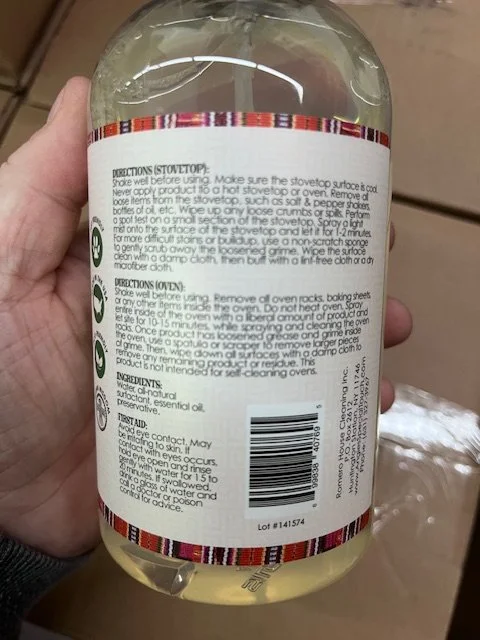 DIRECTIONS (STOVETOP):
Shake well before using. Make sure the stovetop surface is cool.
Never apply product to a hot stovetop or oven. Remove all
loose items from the stovetop, such as salt & pepper shakers,
bottles of oil, etc. Wipe up any loose crumbs or spills. Perform
a spot test on a small section of the stovetop. Spray a light
mist onto the surface of the stovetop and let it for 1-2 minutes.
For more difficult stains or buildup, use a non-scratch sponge
to gently scrub away the loosened grime. Wipe the surface
clean with a damp cloth, then buff with a lint-free cloth or a dry
microfiber cloth.
DIRECTIONS (OVEN):
Shake well before using. Remove all oven racks, baking sheets,
or any other items inside the oven. Do not heat oven. Spray
entire inside of the oven with a liberal amount of product and
let site for 10-15 minutes, while spraying and cleaning the oven
racks. Once product has loosened grease and grime inside
the oven, use a spatula or scraper to remove larger pieces
of grime. Then, wipe down all surfaces with a damp cloth to
remove any remaining product or residue. This
product is not intended for self-cleaning ovens.
INGREDIENTS:
Water, all-natural
surfactant, essential oil,
preservative.
FIRST AID:
Avoid eye contact. May
be irritating to skin. If
contact with eyes occurs,
hold eye open and rinse
gently with water for 15 to
20 minutes. If swallowed,
drink a glass of water and
call a doctor or poison
control for advice.
Lot #141574
Romero House Cleaning Inc.
P.O. Box 2617
Huntington Station, NY 11746